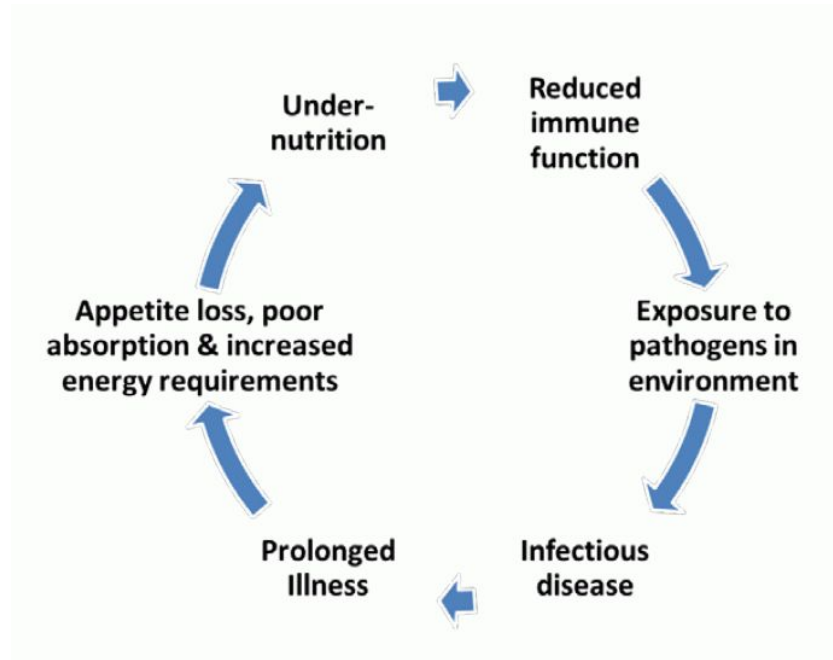 Under-
nutrition
Reduced
immune
function
Exposure to
pathogens in
environment
Infectious
disease
Prolonged
Illness
Appetite loss, poor
absorption & increased
energy requirements